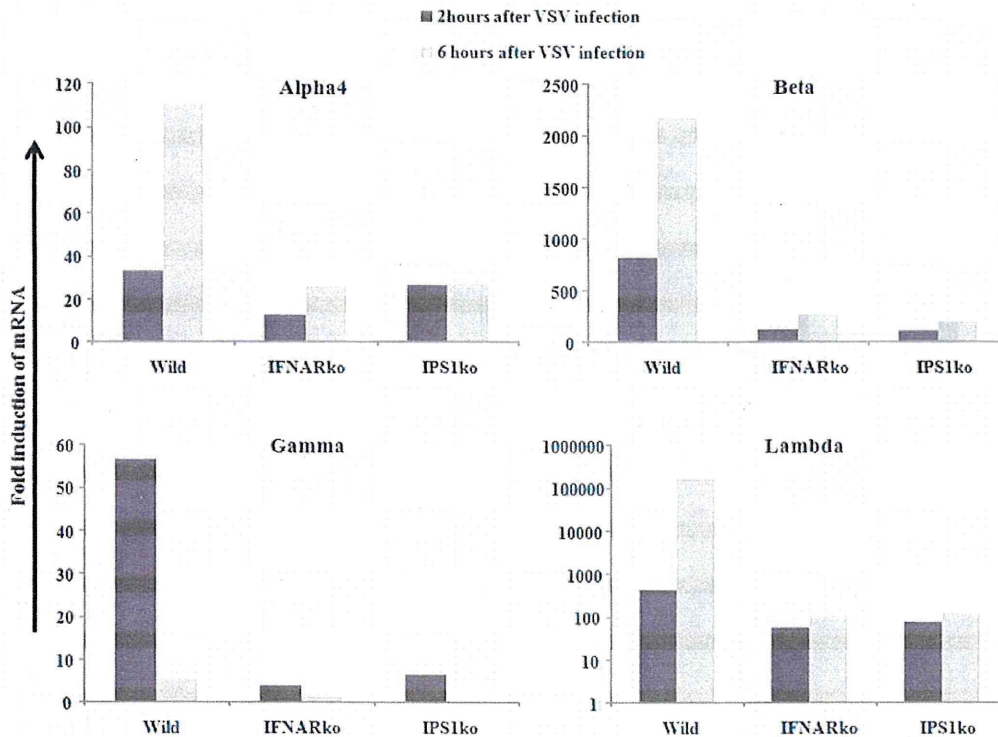 2hours after VSV infection
6 hours after VSV infection
Fold induction of mRNA
Alpha4
120
100
80
60
40
20
0
Wild IFNARko IPS1ko
Beta
2500
2000
1500
1000
500
0
Wild IFNARko IPS1ko
Gamma
60
50
40
30
20
10
0
Wild IFNARko IPS1ko
Lambda
1000000
100000
10000
1000
100
10
1
Wild IFNARko IPS1ko